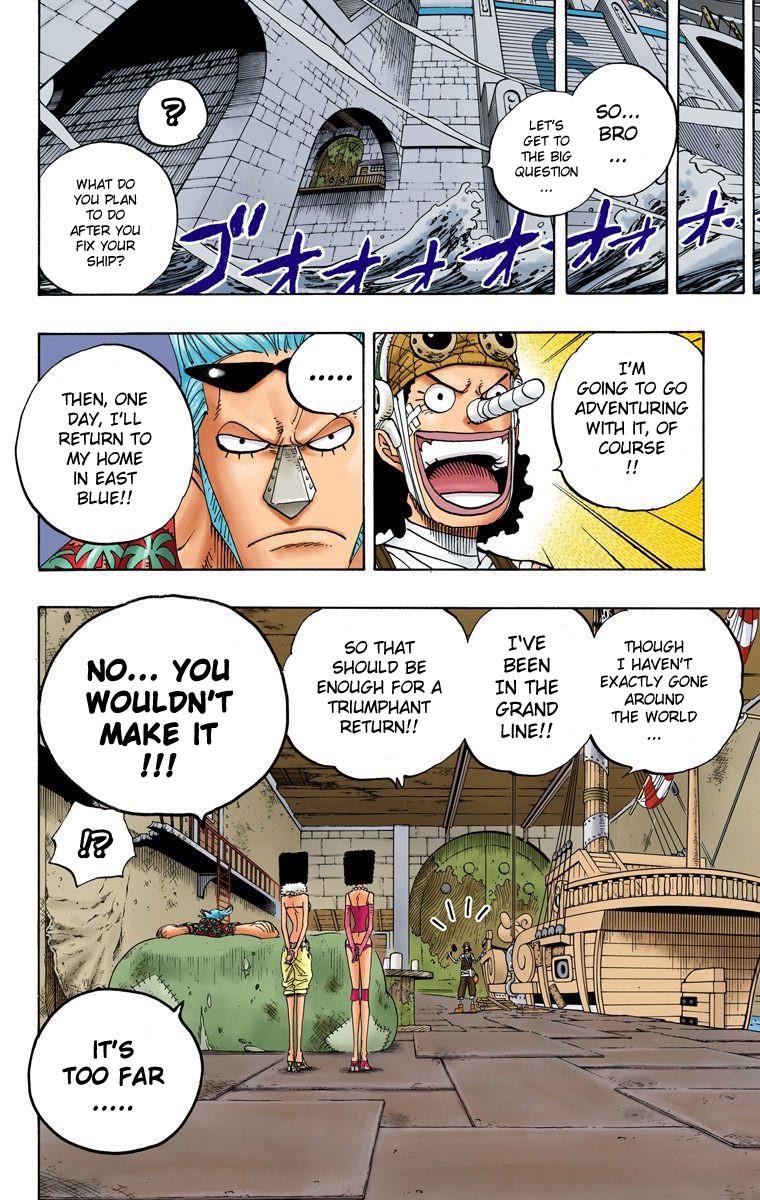 SO...
BRO
...
LET'S
GET TO
THE BIG
QUESTION
...
6
?
WHAT DO
YOU PLAN
TO DO
AFTER YOU
FIX YOUR
SHIP?
ゴオオオオオオオ
I'M
GOING TO GO
ADVENTURING
WITH IT, OF
COURSE
!!
.....
THEN, ONE
DAY, I'LL
RETURN TO
MY HOME
IN EAST
BLUE!!
THOUGH
I HAVEN'T
EXACTLY GONE
AROUND
THE WORLD
...
I'VE
BEEN
IN THE
GRAND
LINE!!
SO THAT
SHOULD BE
ENOUGH FOR A
TRIUMPHANT
RETURN!!
NO... YOU
WOULDN'T
MAKE IT
!!!
!?
IT'S
TOO FAR
.....